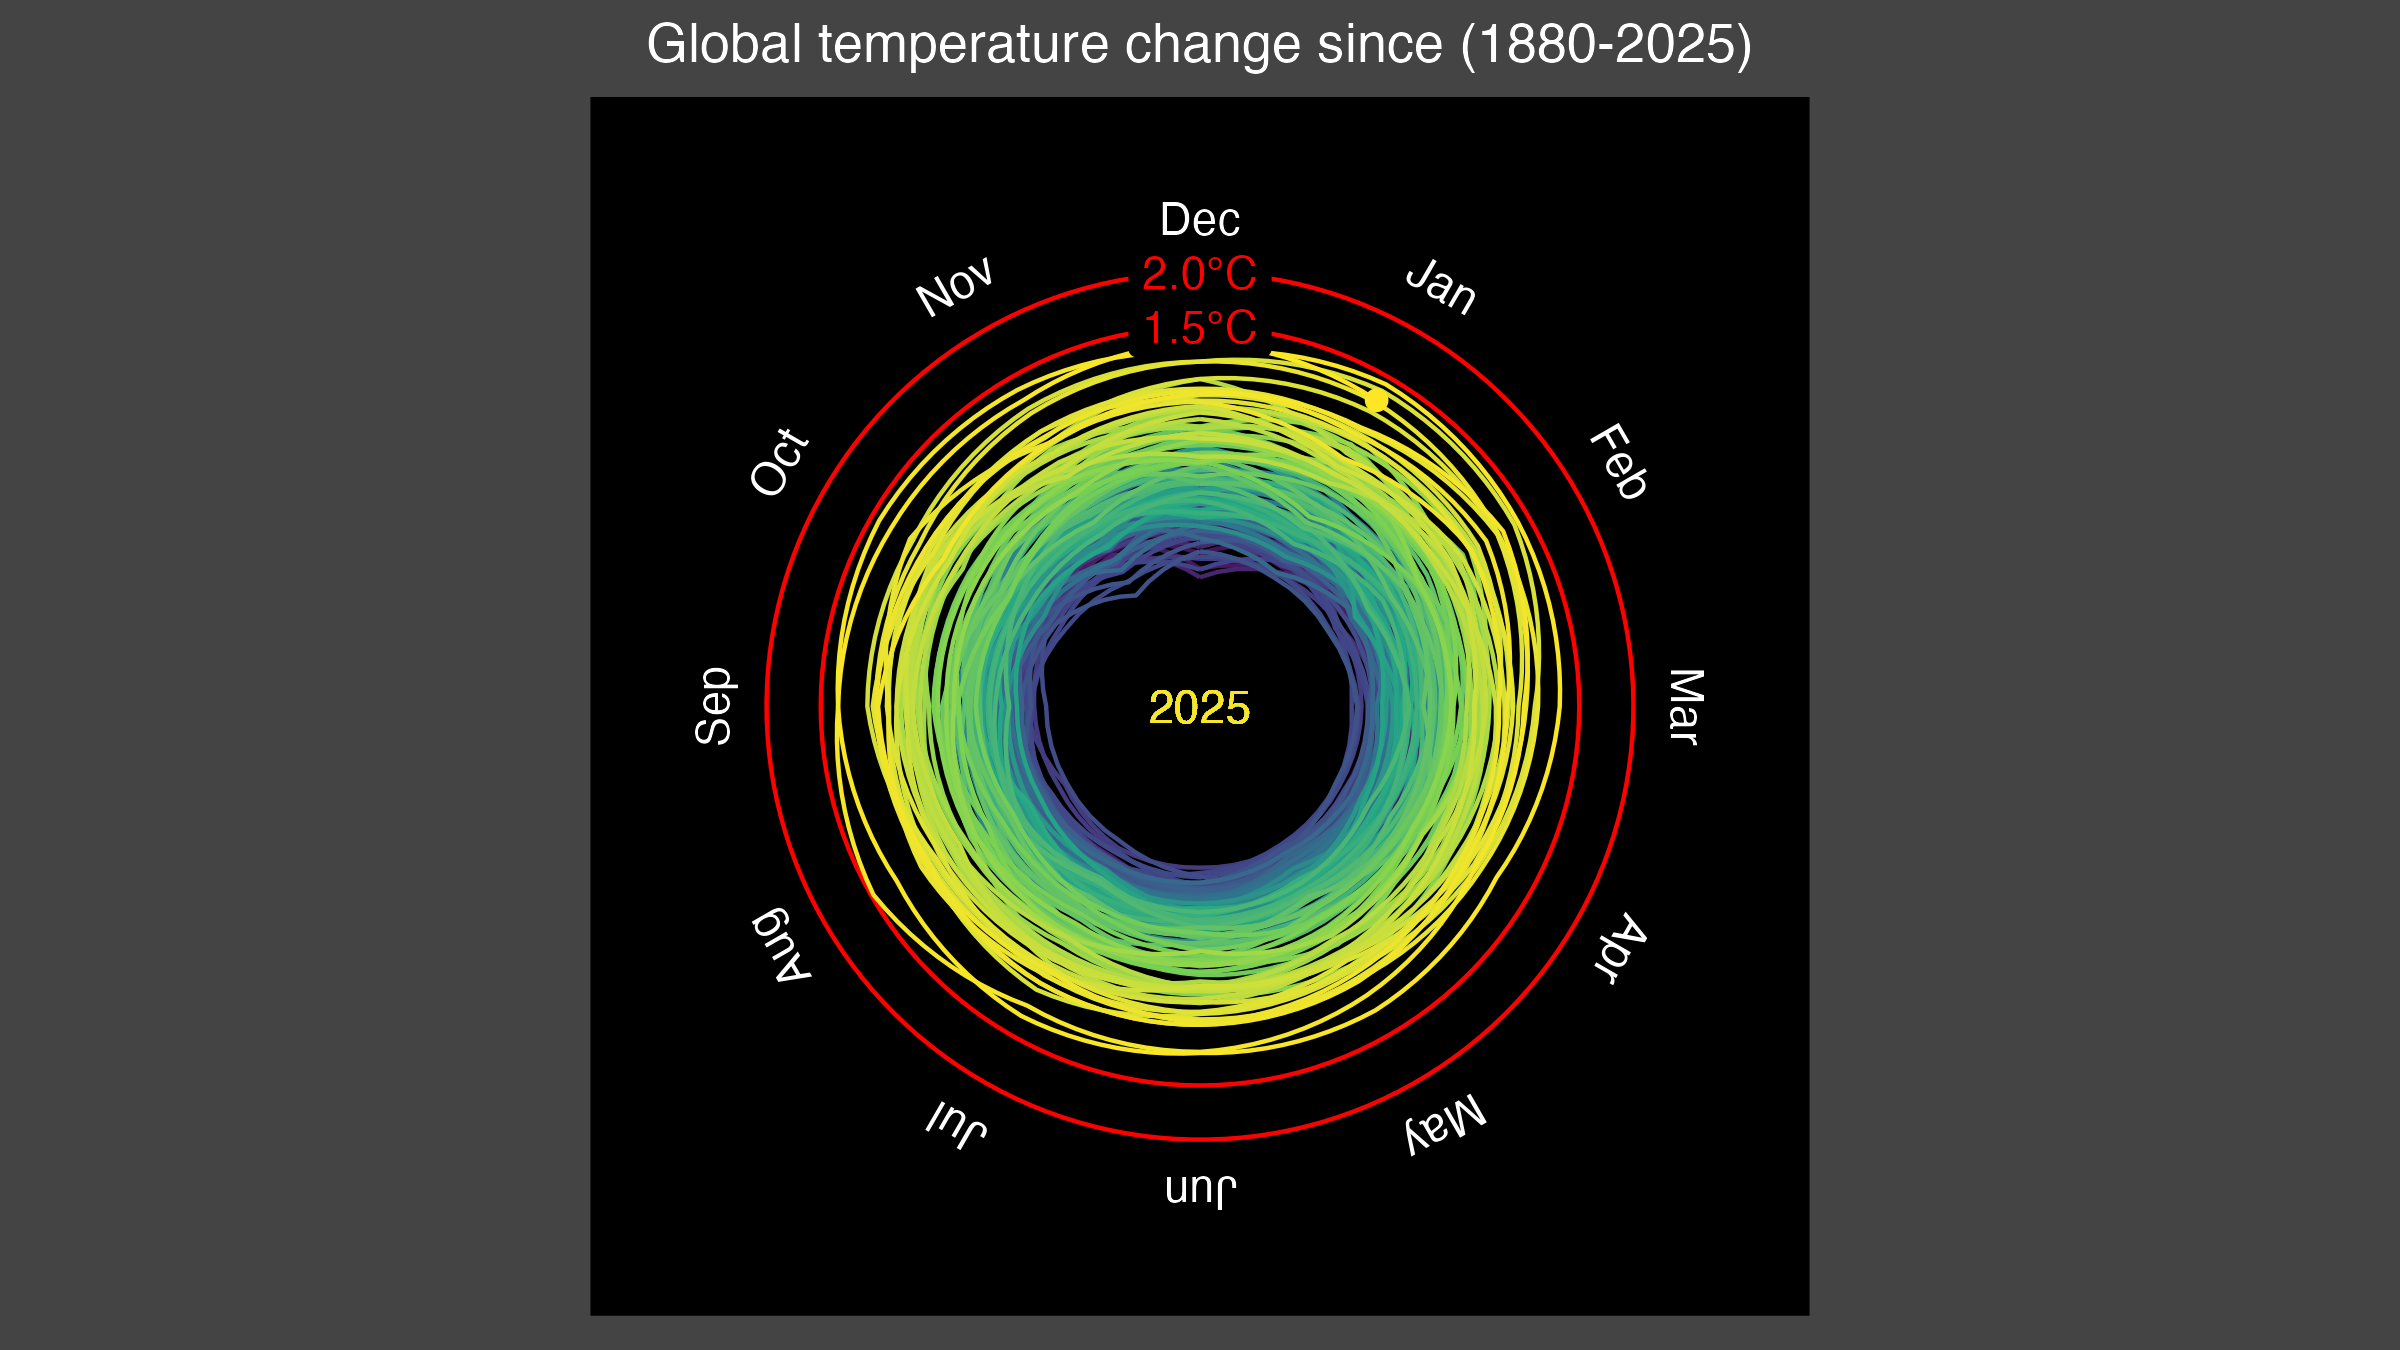 Global temperature change since (1880-2025)
Dec
2.0°C
1.5°C
Jan
Feb
Mar
Apr
May
Jun
Jul
Aug
Sep
Oct
Nov
2025